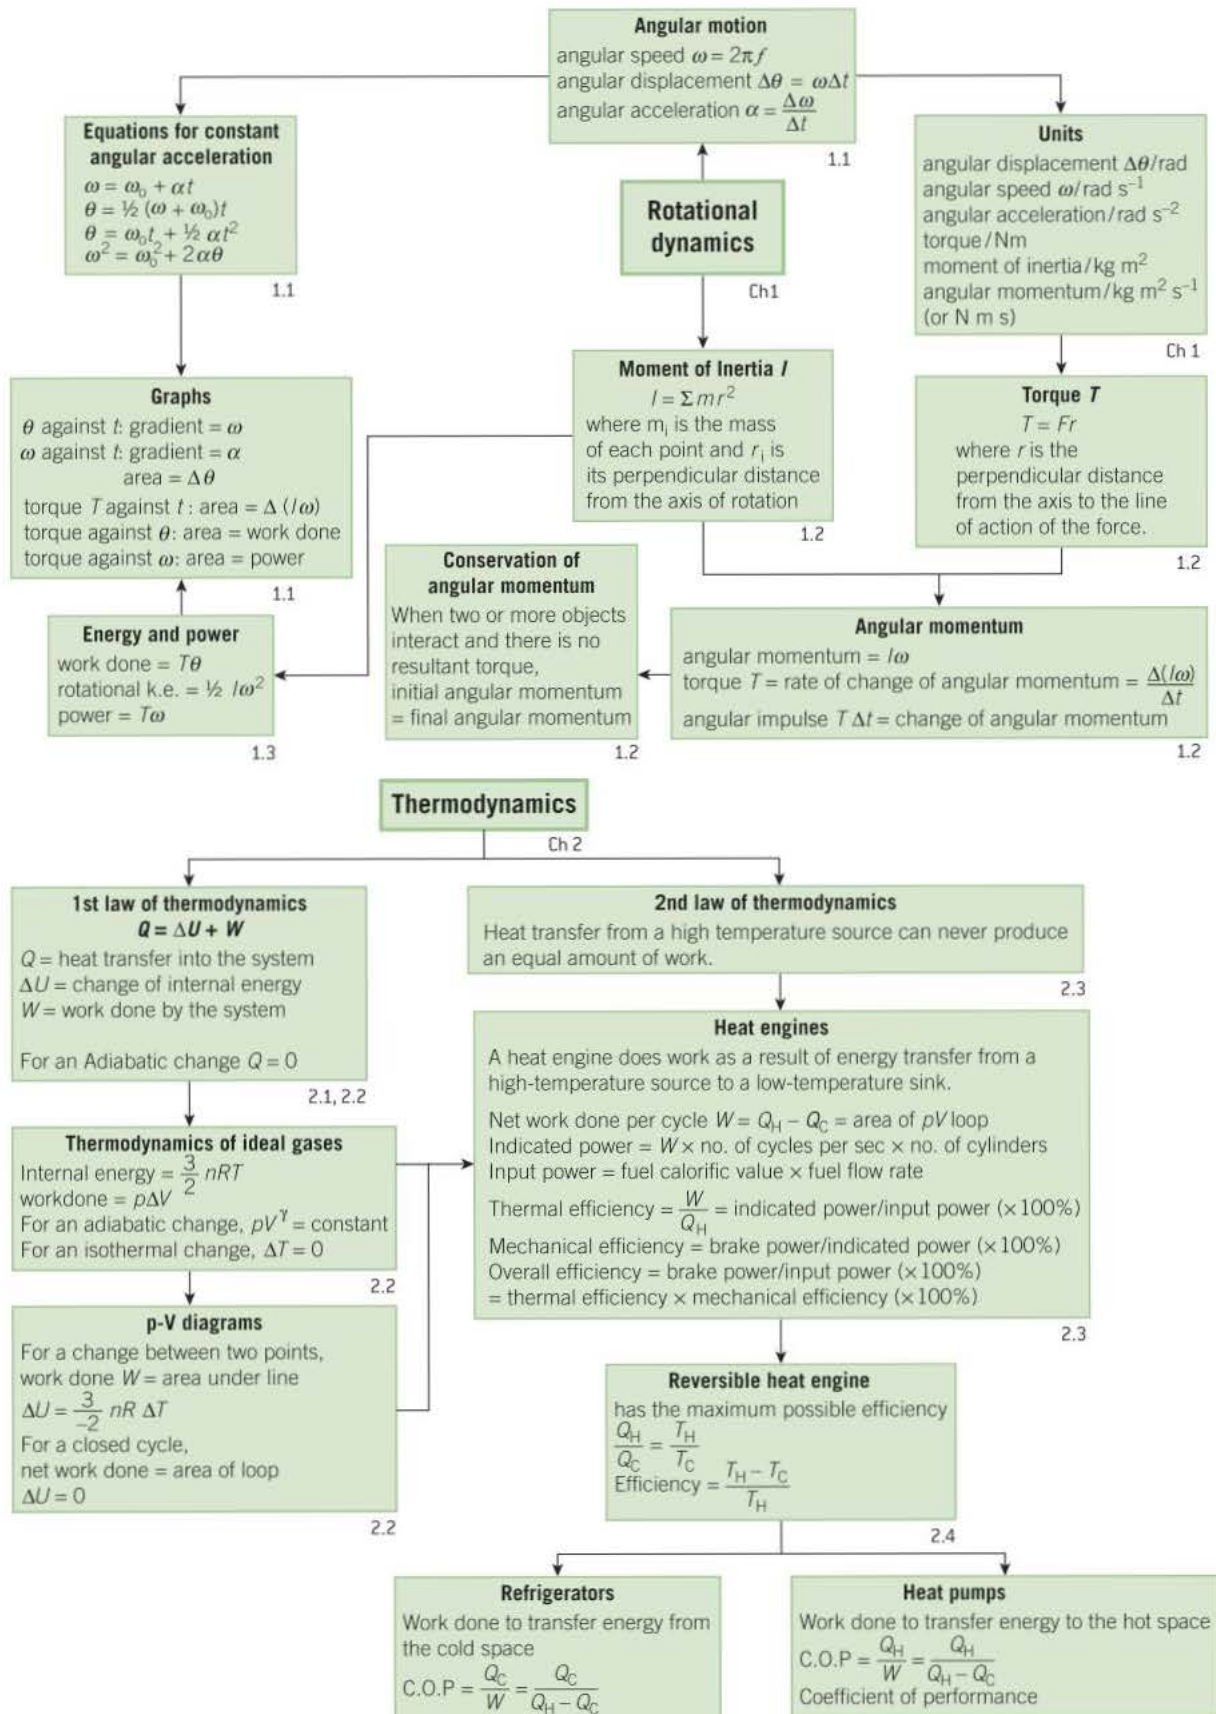 Angular motion
angular speed ω = 2πf
angular displacement Δθ = ωΔt
angular acceleration α = Δω/Δt
1.1
Equations for constant
angular acceleration
ω = ω₀ + αt
θ = ½ (ω + ω₀)t
θ = ω₀t + ½ αt²
ω² = ω₀² + 2αθ
1.1
Rotational
dynamics
Ch1
Units
angular displacement Δθ/rad
angular speed ω/rad s⁻¹
angular acceleration/rad s⁻²
torque/Nm
moment of inertia/kg m²
angular momentum/kg m² s⁻¹
(or N m s)
Ch 1
Graphs
θ against t: gradient = ω
ω against t: gradient = α
area = Δθ
torque T against t: area = Δ (Iω)
torque against θ: area = work done
torque against ω: area = power
1.1
Moment of Inertia I
I = Σmr²
where mᵢ is the mass
of each point and rᵢ is
its perpendicular distance
from the axis of rotation
1.2
Torque T
T = Fr
where r is the
perpendicular distance
from the axis to the line
of action of the force.
1.2
Energy and power
work done = Tθ
rotational k.e. = ½ Iω²
power = Tω
1.3
Conservation of
angular momentum
When two or more objects
interact and there is no
resultant torque,
initial angular momentum
= final angular momentum
1.2
Angular momentum
angular momentum = Iω
torque T = rate of change of angular momentum = Δ(Iω)/Δt
angular impulse T Δt = change of angular momentum
1.2
Thermodynamics
Ch 2
1st law of thermodynamics
Q = ΔU + W
Q = heat transfer into the system
ΔU = change of internal energy
W = work done by the system
For an Adiabatic change Q = 0
2.1, 2.2
2nd law of thermodynamics
Heat transfer from a high temperature source can never produce
an equal amount of work.
2.3
Thermodynamics of ideal gases
Internal energy = 3/2 nRT
workdone = pΔV
For an adiabatic change, pV^γ = constant
For an isothermal change, ΔT = 0
2.2
Heat engines
A heat engine does work as a result of energy transfer from a
high-temperature source to a low-temperature sink.
Net work done per cycle W = Q_H – Q_C = area of pV loop
Indicated power = W × no. of cycles per sec × no. of cylinders
Input power = fuel calorific value × fuel flow rate
Thermal efficiency = W/Q_H = indicated power/input power (×100%)
Mechanical efficiency = brake power/indicated power (×100%)
Overall efficiency = brake power/input power (×100%)
= thermal efficiency × mechanical efficiency (×100%)
2.3
p-V diagrams
For a change between two points,
work done W = area under line
ΔU = 3/-2 nR ΔT
For a closed cycle,
net work done = area of loop
ΔU = 0
2.2
Reversible heat engine
has the maximum possible efficiency
Q_H/Q_C = T_H/T_C
Efficiency = (T_H – T_C)/T_H
2.4
Refrigerators
Work done to transfer energy from
the cold space
C.O.P = Q_C/W = Q_C/(Q_H – Q_C)
Heat pumps
Work done to transfer energy to the hot space
C.O.P = Q_H/W = Q_H/(Q_H – Q_C)
Coefficient of performance